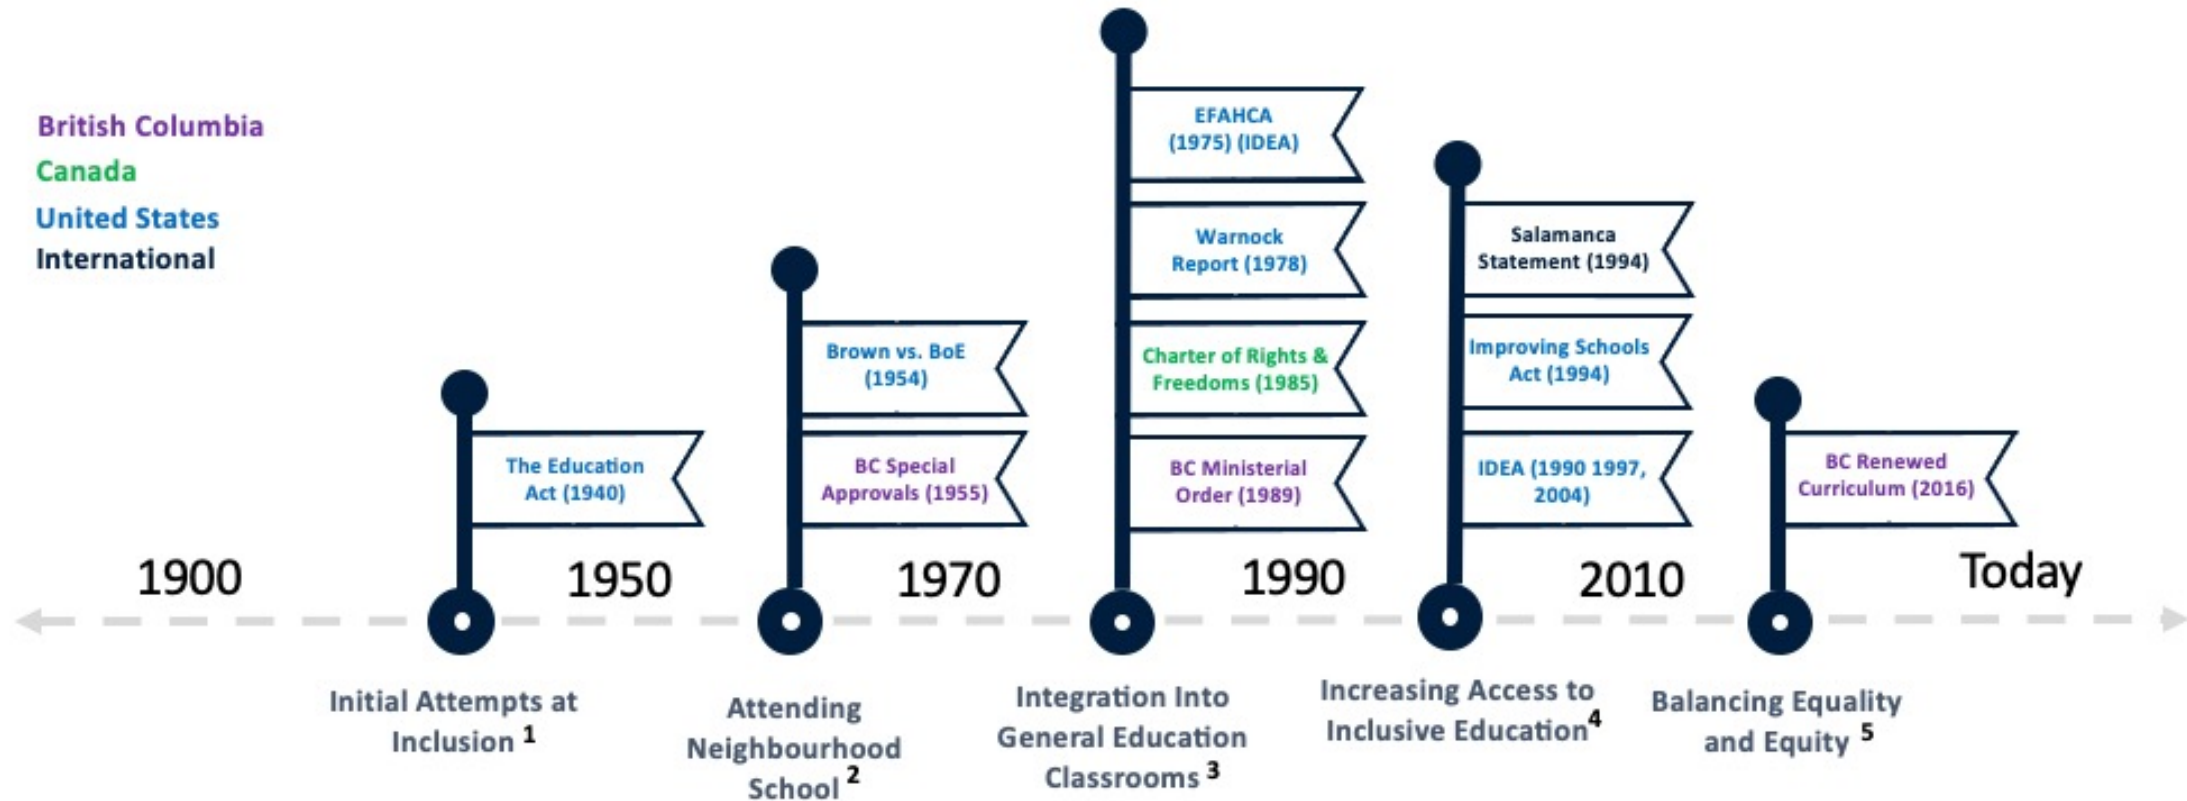 British Columbia
Canada
United States
International
The Education
Act (1940)
Brown vs. BoE
(1954)
BC Special
Approvals (1955)
EFAHCA
(1975) (IDEA)
Warnock
Report (1978)
Charter of Rights &
Freedoms (1985)
BC Ministerial
Order (1989)
Salamanca
Statement (1994)
Improving Schools
Act (1994)
IDEA (1990 1997,
2004)
BC Renewed
Curriculum (2016)
1900
1950
1970
1990
2010
Today
Initial Attempts at
Inclusion 1
Attending
Neighbourhood
School 2
Integration Into
General Education
Classrooms 3
Increasing Access to
Inclusive Education4
Balancing Equality
and Equity 5